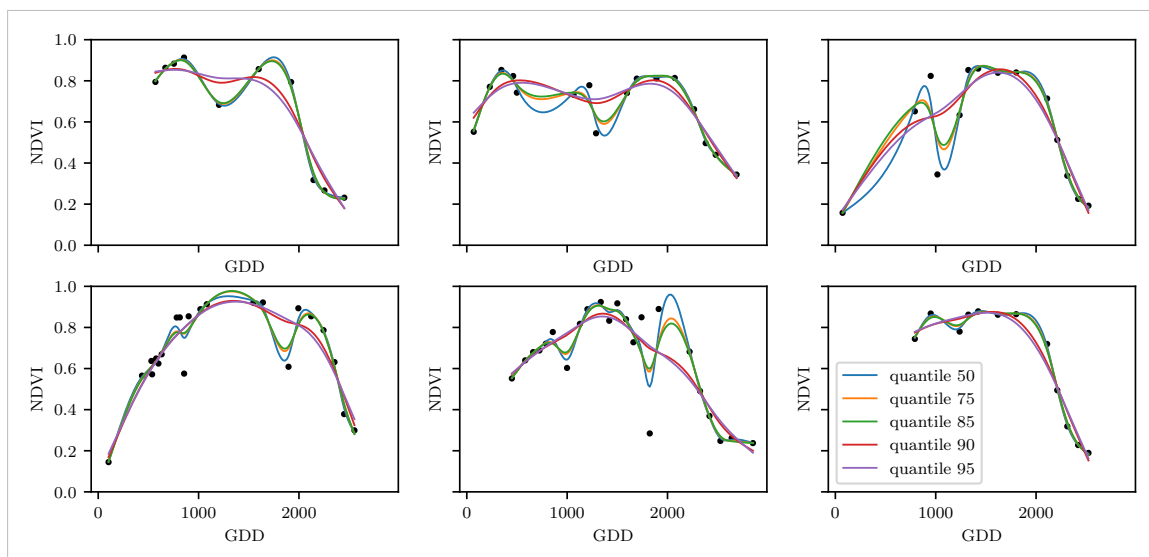 1.0
0.8
0.6
0.4
0.2
0.0
NDVI
GDD
NDVI
GDD
NDVI
GDD
1.0
0.8
0.6
0.4
0.2
0.0
NDVI
0 1000 2000
GDD
NDVI
0 1000 2000
GDD
NDVI
quantile 50
quantile 75
quantile 85
quantile 90
quantile 95
0 1000 2000
GDD